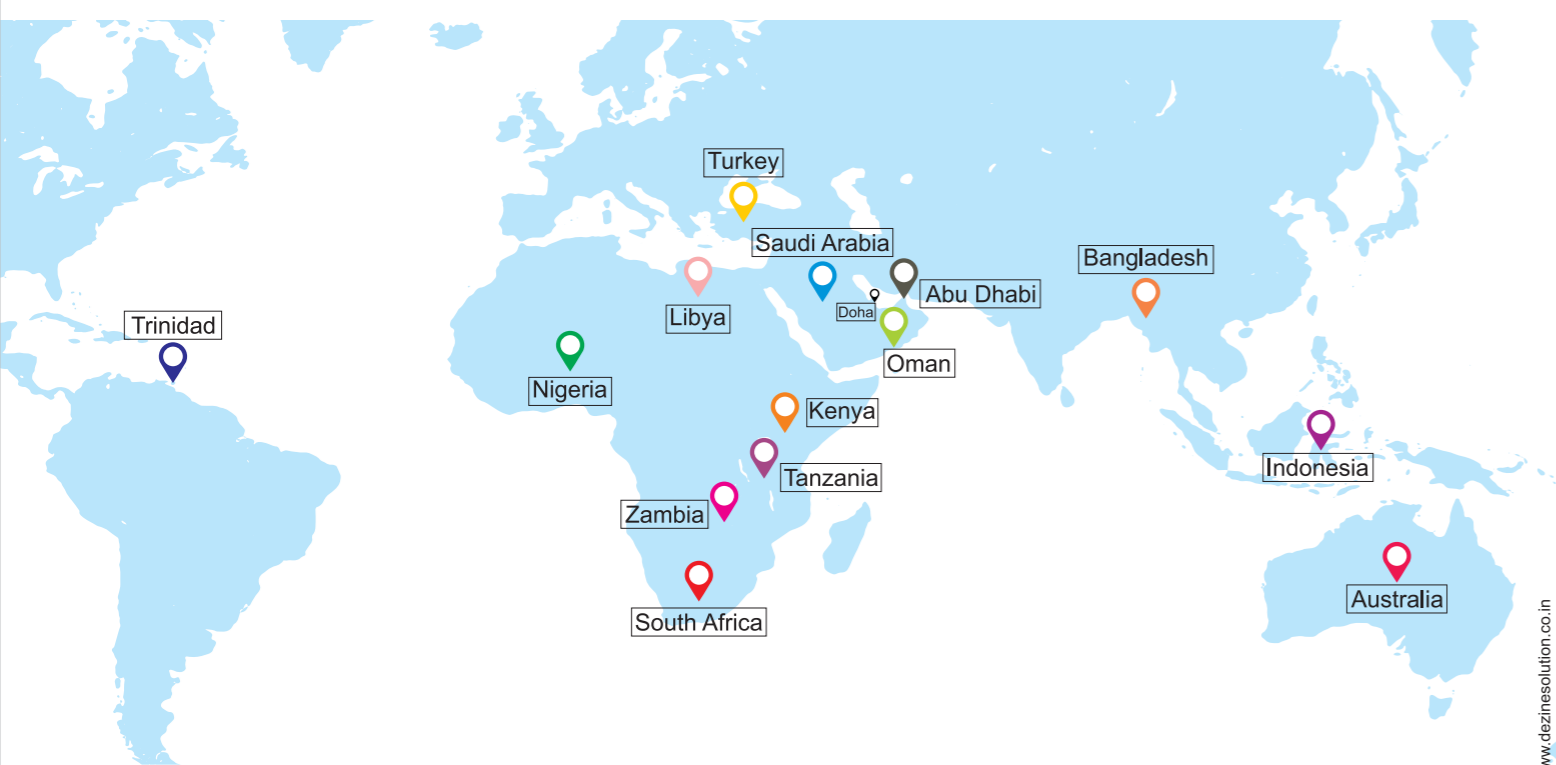 Turkey
Saudi Arabia
Bangladesh
Abu Dhabi
Doha
Libya
Trinidad
Oman
Nigeria
Kenya
Indonesia
Tanzania
Zambia
Australia
South Africa
ww.dezinesolution.co.in